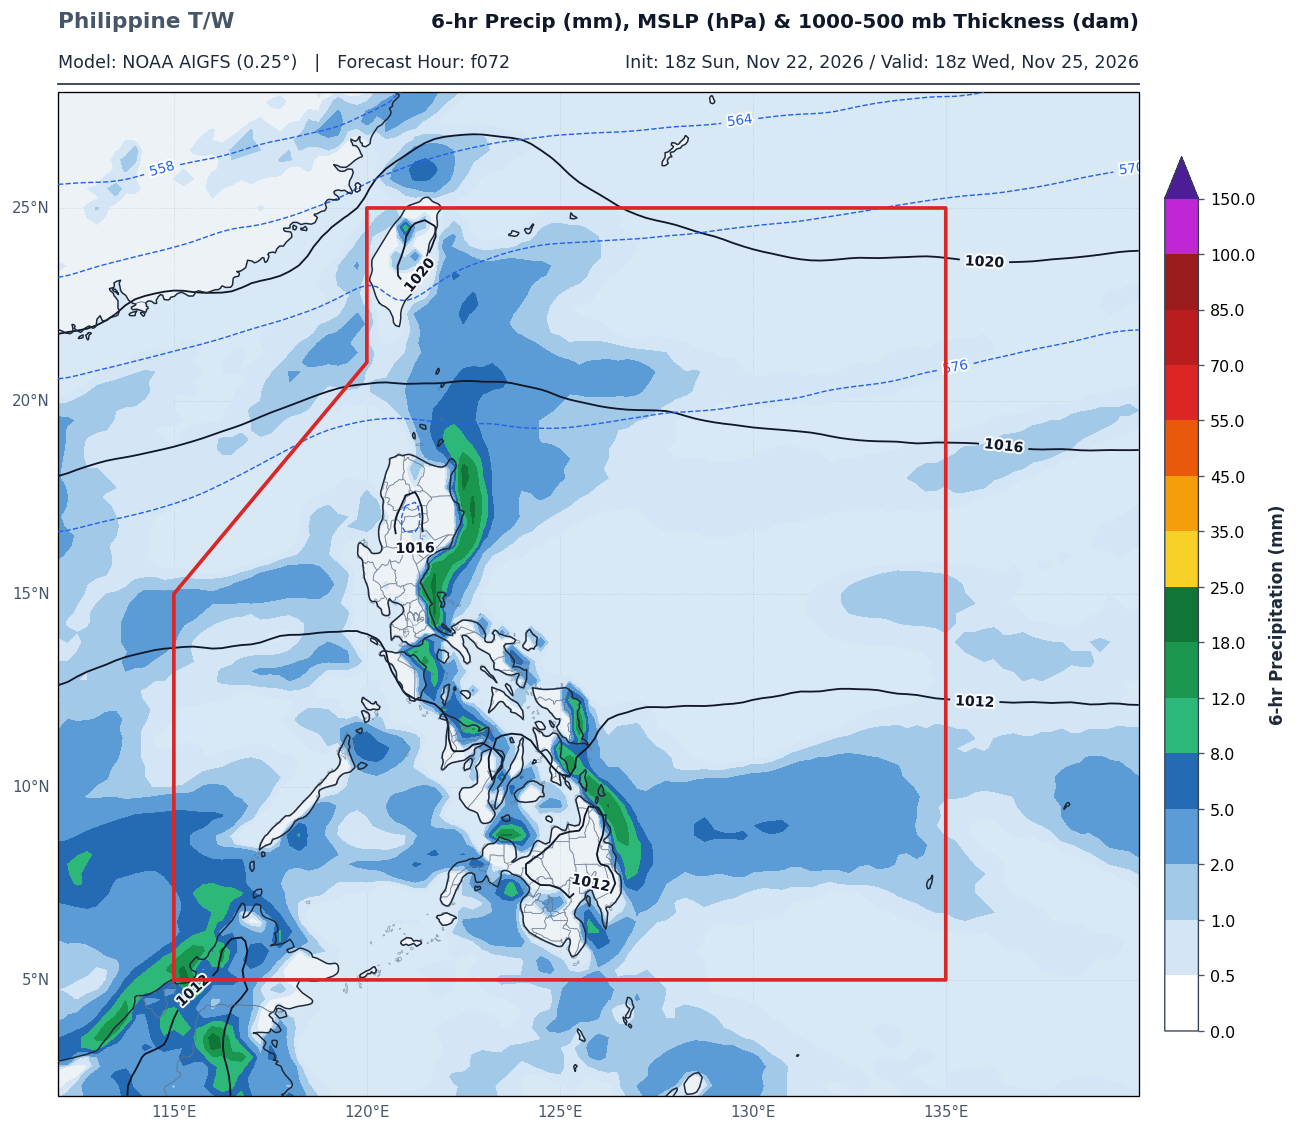 Philippine T/W
6-hr Precip (mm), MSLP (hPa) & 1000-500 mb Thickness (dam)
Model: NOAA AIGFS (0.25°) | Forecast Hour: f072
Init: 18z Sun, Nov 22, 2026 / Valid: 18z Wed, Nov 25, 2026
564
558
570
25°N
1020
1020
576
20°N
1016
1016
15°N
1012
10°N
1012
5°N
1012
115°E
120°E
125°E
130°E
135°E
150.0
100.0
85.0
70.0
55.0
45.0
35.0
25.0
18.0
12.0
8.0
5.0
2.0
1.0
0.5
0.0
6-hr Precipitation (mm)